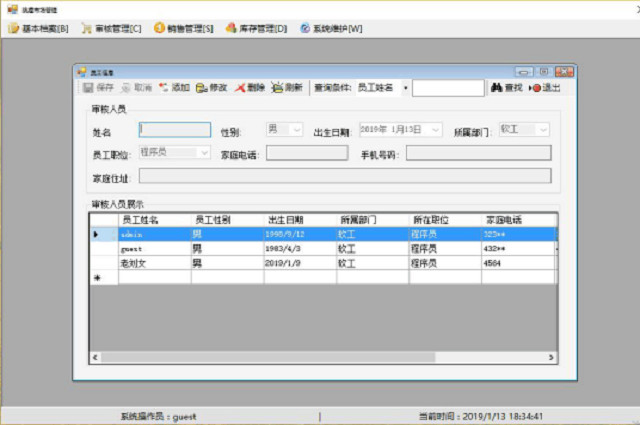 基本档案[B] 审核管理[C] 销售管理[S] 库存管理[D] 系统维护[W]
员工信息
保存 取消 添加 修改 删除 刷新 查询条件: 员工姓名 查找 退出
审核人员
姓名 性别: 男 出生日期: 2019年 1月13日 所属部门: 软工
员工职位: 程序员 家庭电话: 手机号码:
家庭住址:
审核人员展示
员工姓名 员工性别 出生日期 所属部门 所在职位 家庭电话
admin 男 软工 程序员 323**
guest 男 1983/4/3 软工 程序员 432**
老刘文 男 2019/1/9 软工 程序员 4564
系统操作员：guest | 当前时间：2019/1/13 18:34:41